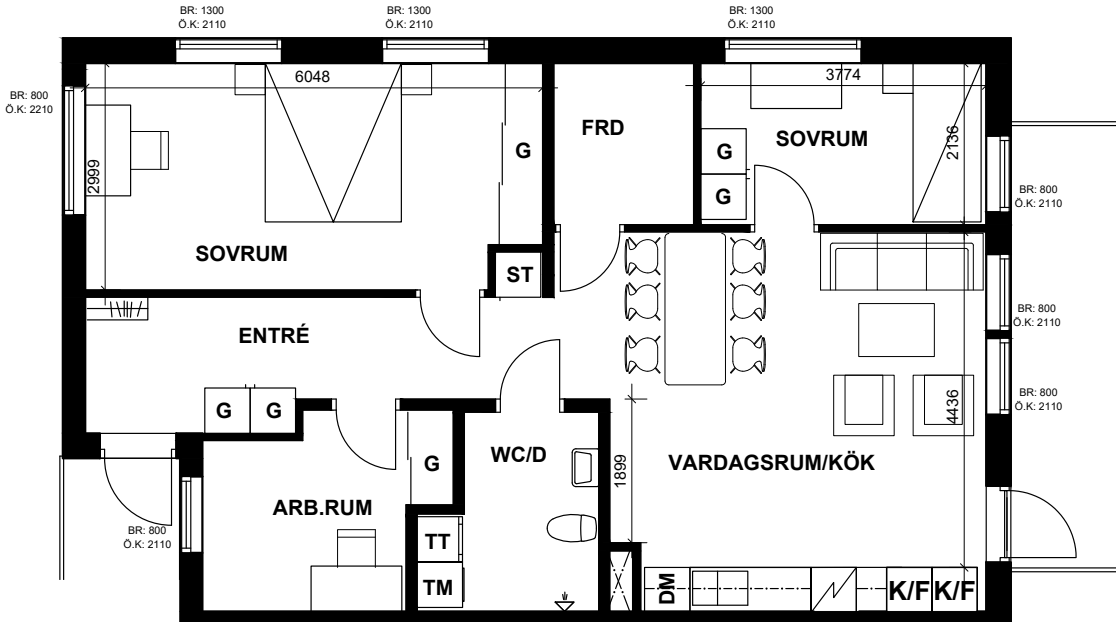 BR: 1300
Ö.K: 2110
BR: 1300
Ö.K: 2110
BR: 1300
Ö.K: 2110
6048
3774
BR: 800
Ö.K: 2210
FRD
SOVRUM
2136
G
G
G
2999
BR: 800
Ö.K: 2110
SOVRUM
ST
BR: 800
Ö.K: 2110
ENTRÉ
G
G
BR: 800
Ö.K: 2110
4436
G
WC/D
1899
VARDAGSRUM/KÖK
ARB.RUM
BR: 800
Ö.K: 2110
TT
TM
DM
K/F
K/F